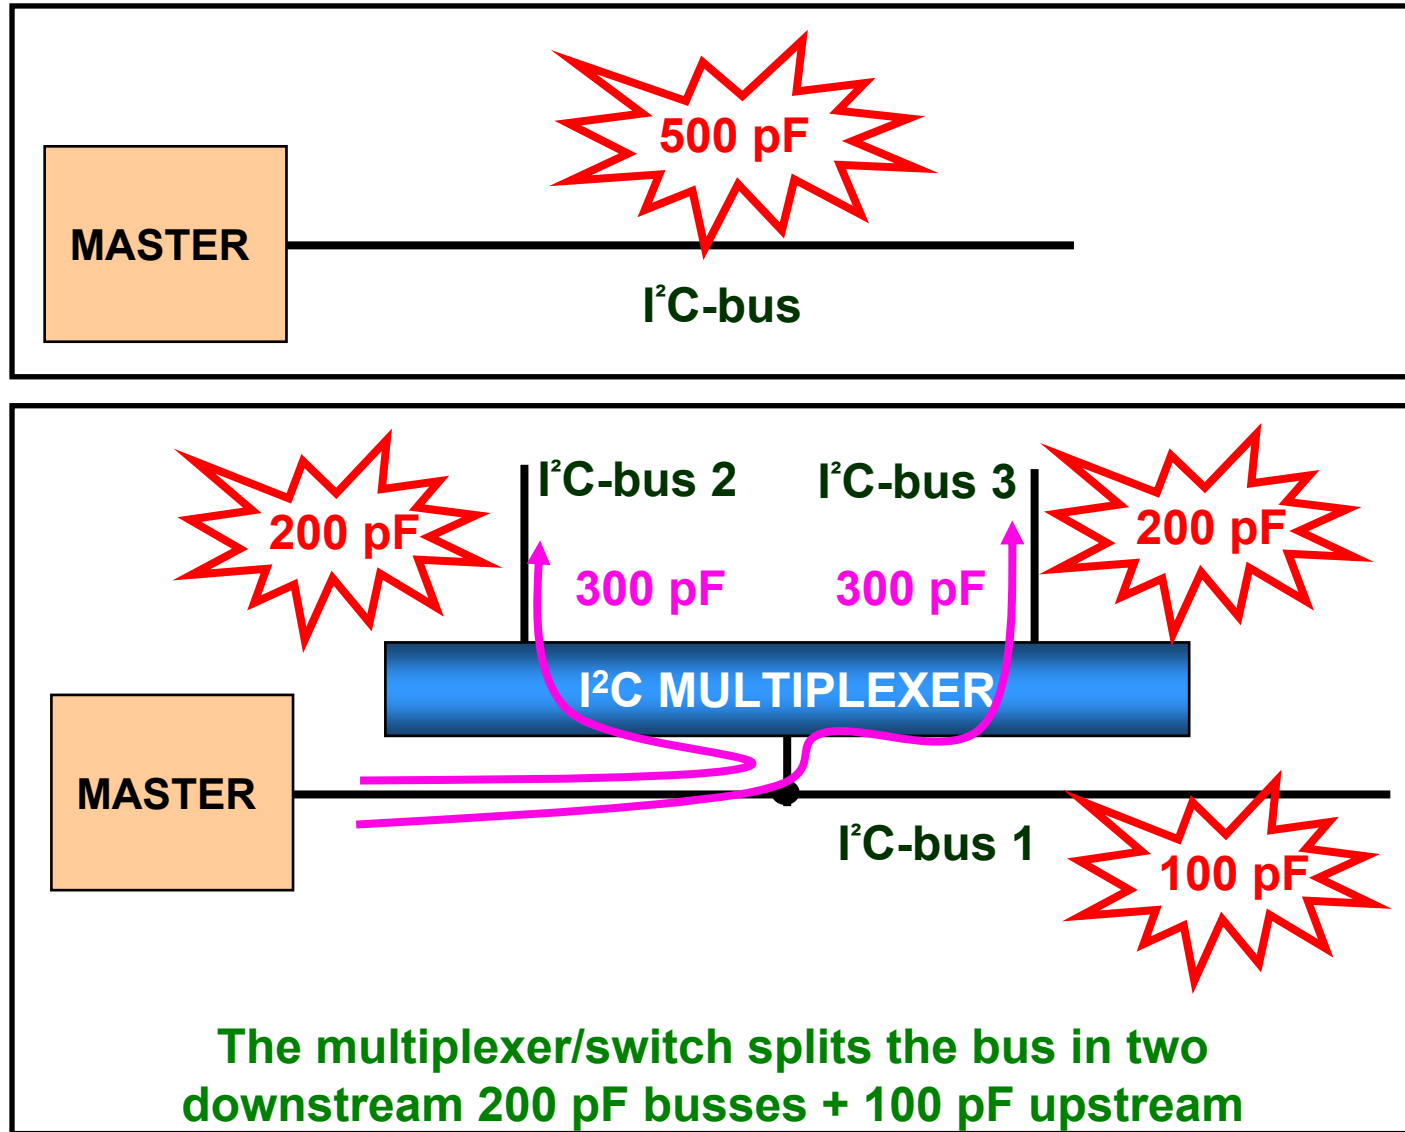 500 pF
MASTER
I²C-bus
I²C-bus 2
I²C-bus 3
200 pF
200 pF
300 pF
300 pF
I²C MULTIPLEXER
MASTER
I²C-bus 1
100 pF
The multiplexer/switch splits the bus in two
downstream 200 pF busses + 100 pF upstream